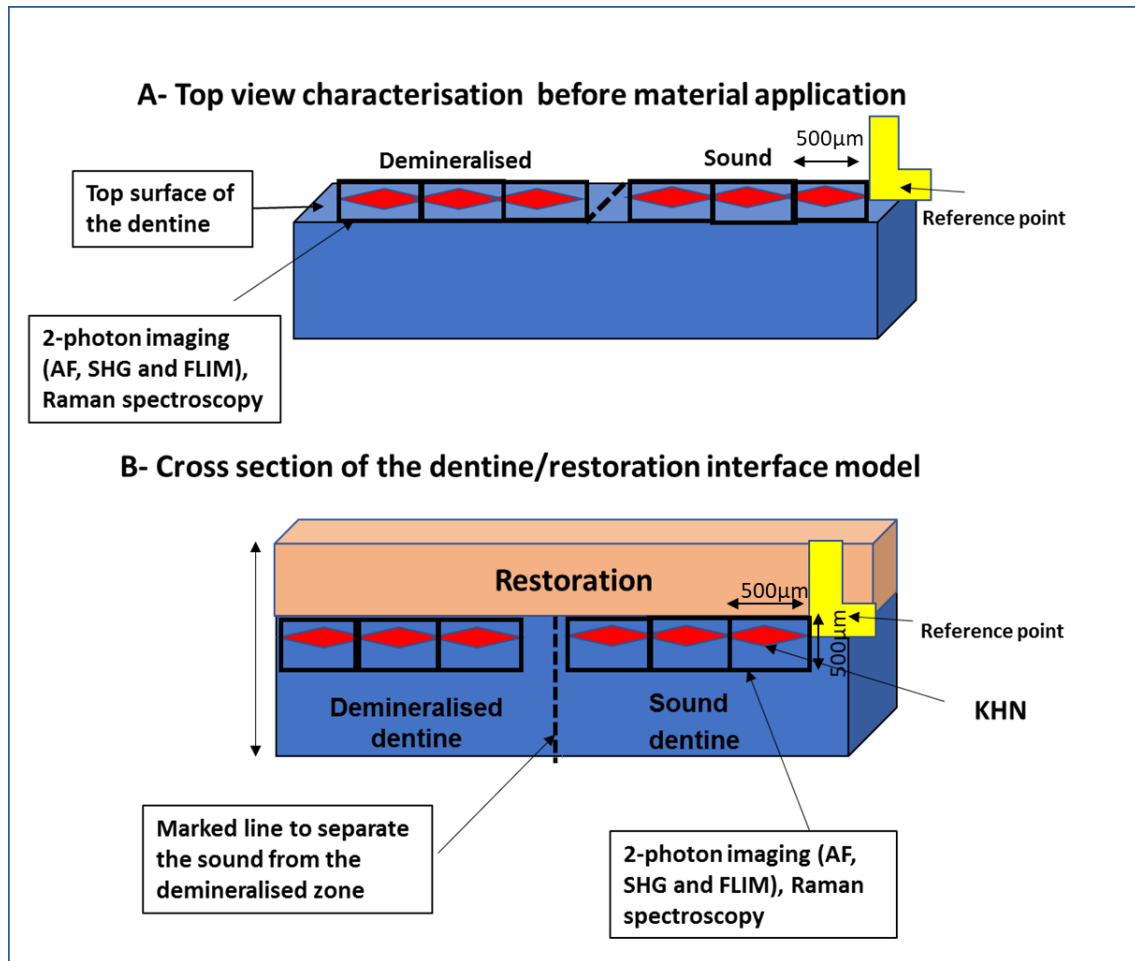 A- Top view characterisation before material application
500µm
Demineralised
Sound
Top surface of
the dentine
Reference point
2-photon imaging
(AF, SHG and FLIM),
Raman spectroscopy
B- Cross section of the dentine/restoration interface model
Restoration
500µm
500µm
Reference point
KHN
Demineralised
dentine
Sound
dentine
Marked line to separate
the sound from the
demineralised zone
2-photon imaging (AF,
SHG and FLIM), Raman
spectroscopy